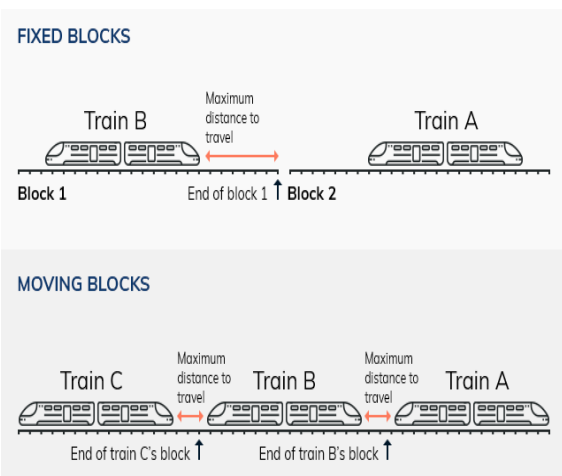 FIXED BLOCKS
Train B
Maximum
distance to
travel
Train A
Block 1
End of block 1
Block 2
MOVING BLOCKS
Train C
Maximum
distance to
travel
Train B
Maximum
distance to
travel
Train A
End of train C's block
End of train B's block